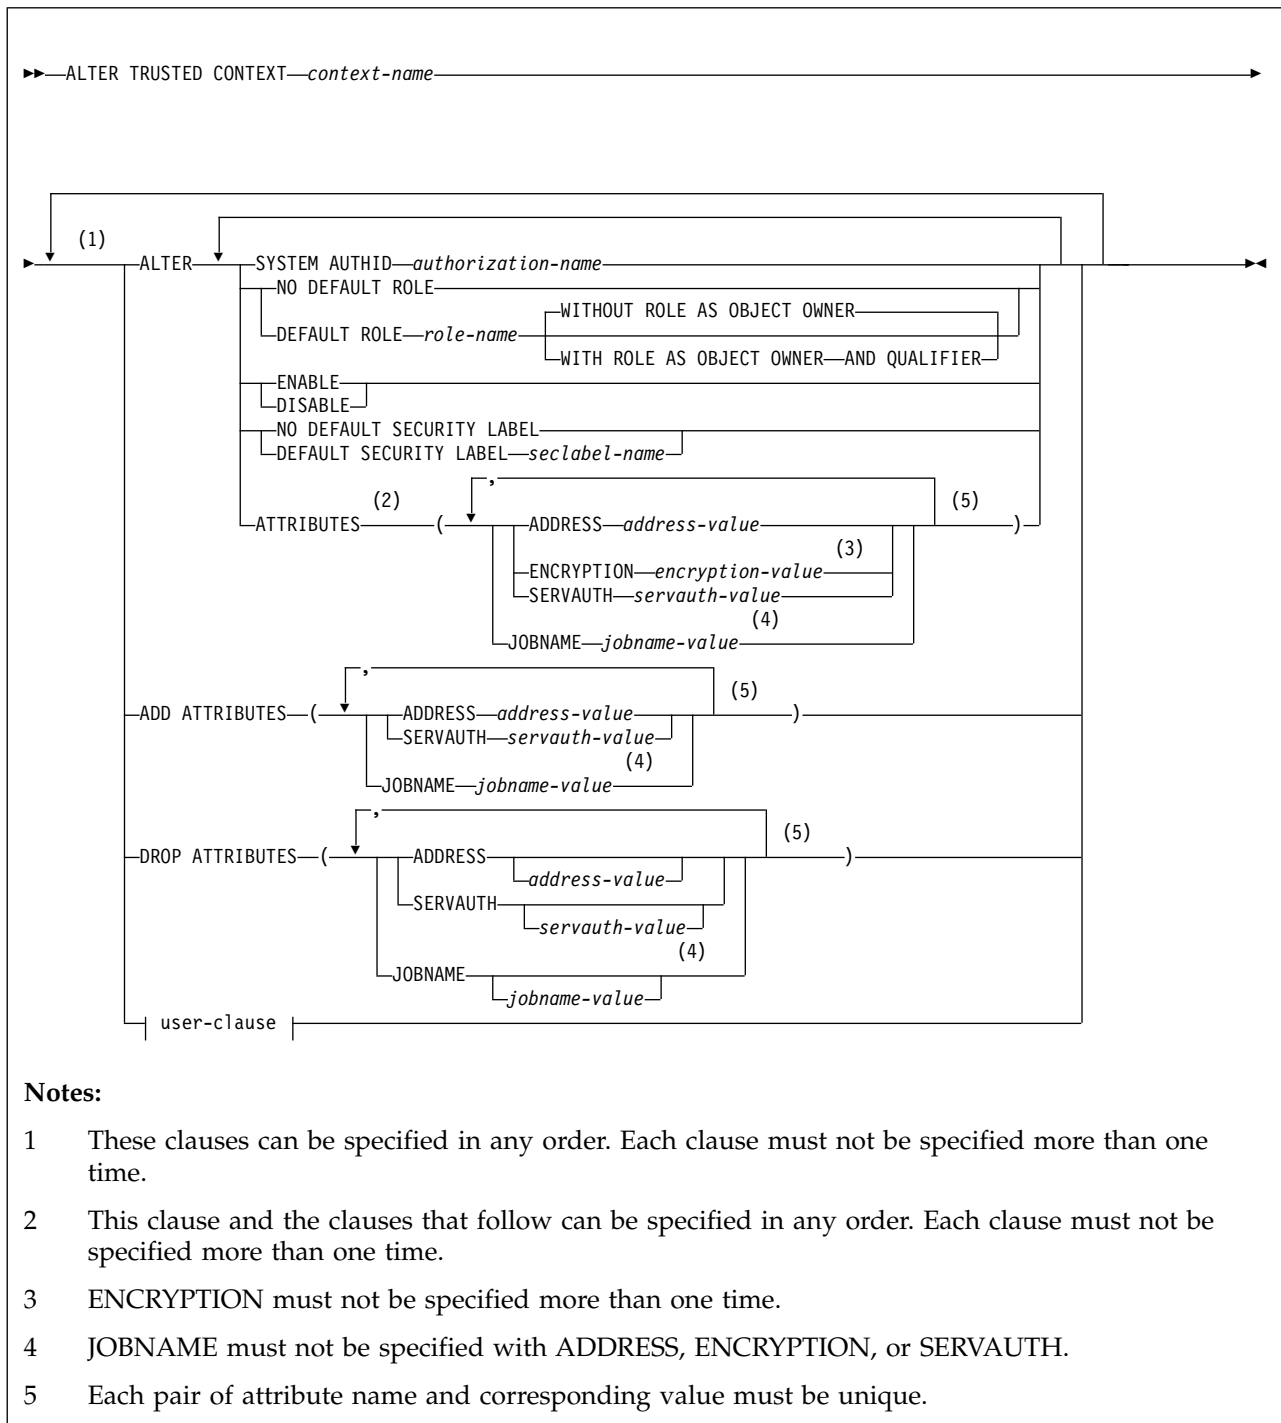 ALTER TRUSTED CONTEXT context-name
(1)
ALTER SYSTEM AUTHID authorization-name
NO DEFAULT ROLE
WITHOUT ROLE AS OBJECT OWNER
DEFAULT ROLE role-name
WITH ROLE AS OBJECT OWNER AND QUALIFIER
ENABLE
DISABLE
NO DEFAULT SECURITY LABEL
DEFAULT SECURITY LABEL seclabel-name
,
(2) (5)
ATTRIBUTES ( ADDRESS address-value )
(3)
ENCRYPTION encryption-value
SERVAUTH servauth-value
(4)
JOBNAME jobname-value
,
(5)
ADD ATTRIBUTES ( ADDRESS address-value )
SERVAUTH servauth-value
(4)
JOBNAME jobname-value
,
(5)
DROP ATTRIBUTES ( ADDRESS )
address-value
SERVAUTH
servauth-value
(4)
JOBNAME
jobname-value
user-clause
Notes:
1 These clauses can be specified in any order. Each clause must not be specified more than one
time.
2 This clause and the clauses that follow can be specified in any order. Each clause must not be
specified more than one time.
3 ENCRYPTION must not be specified more than one time.
4 JOBNAME must not be specified with ADDRESS, ENCRYPTION, or SERVAUTH.
5 Each pair of attribute name and corresponding value must be unique.